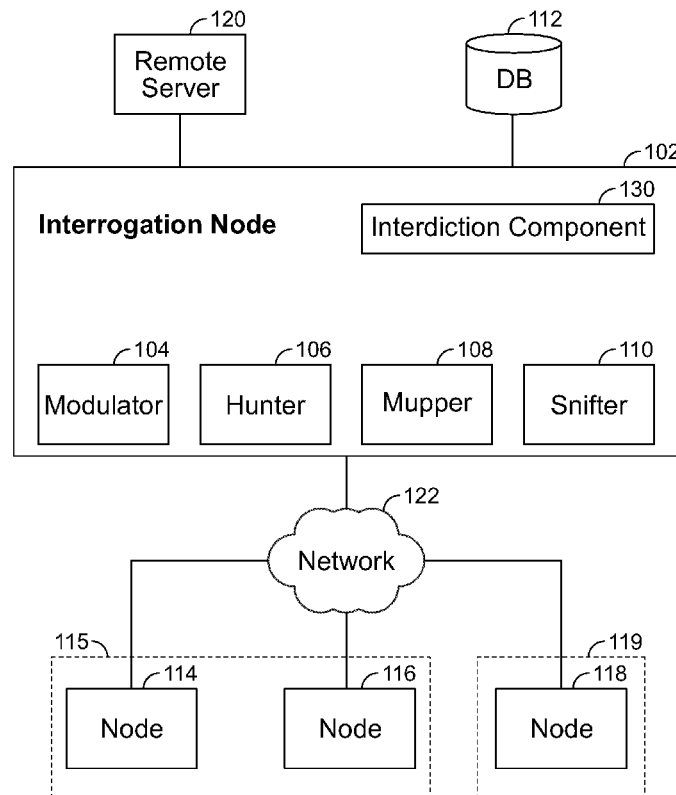 120
112
Remote
Server
DB
102
130
Interrogation Node
Interdiction Component
104
106
108
110
Modulator
Hunter
Mupper
Snifter
122
Network
115
119
114
116
118
Node
Node
Node